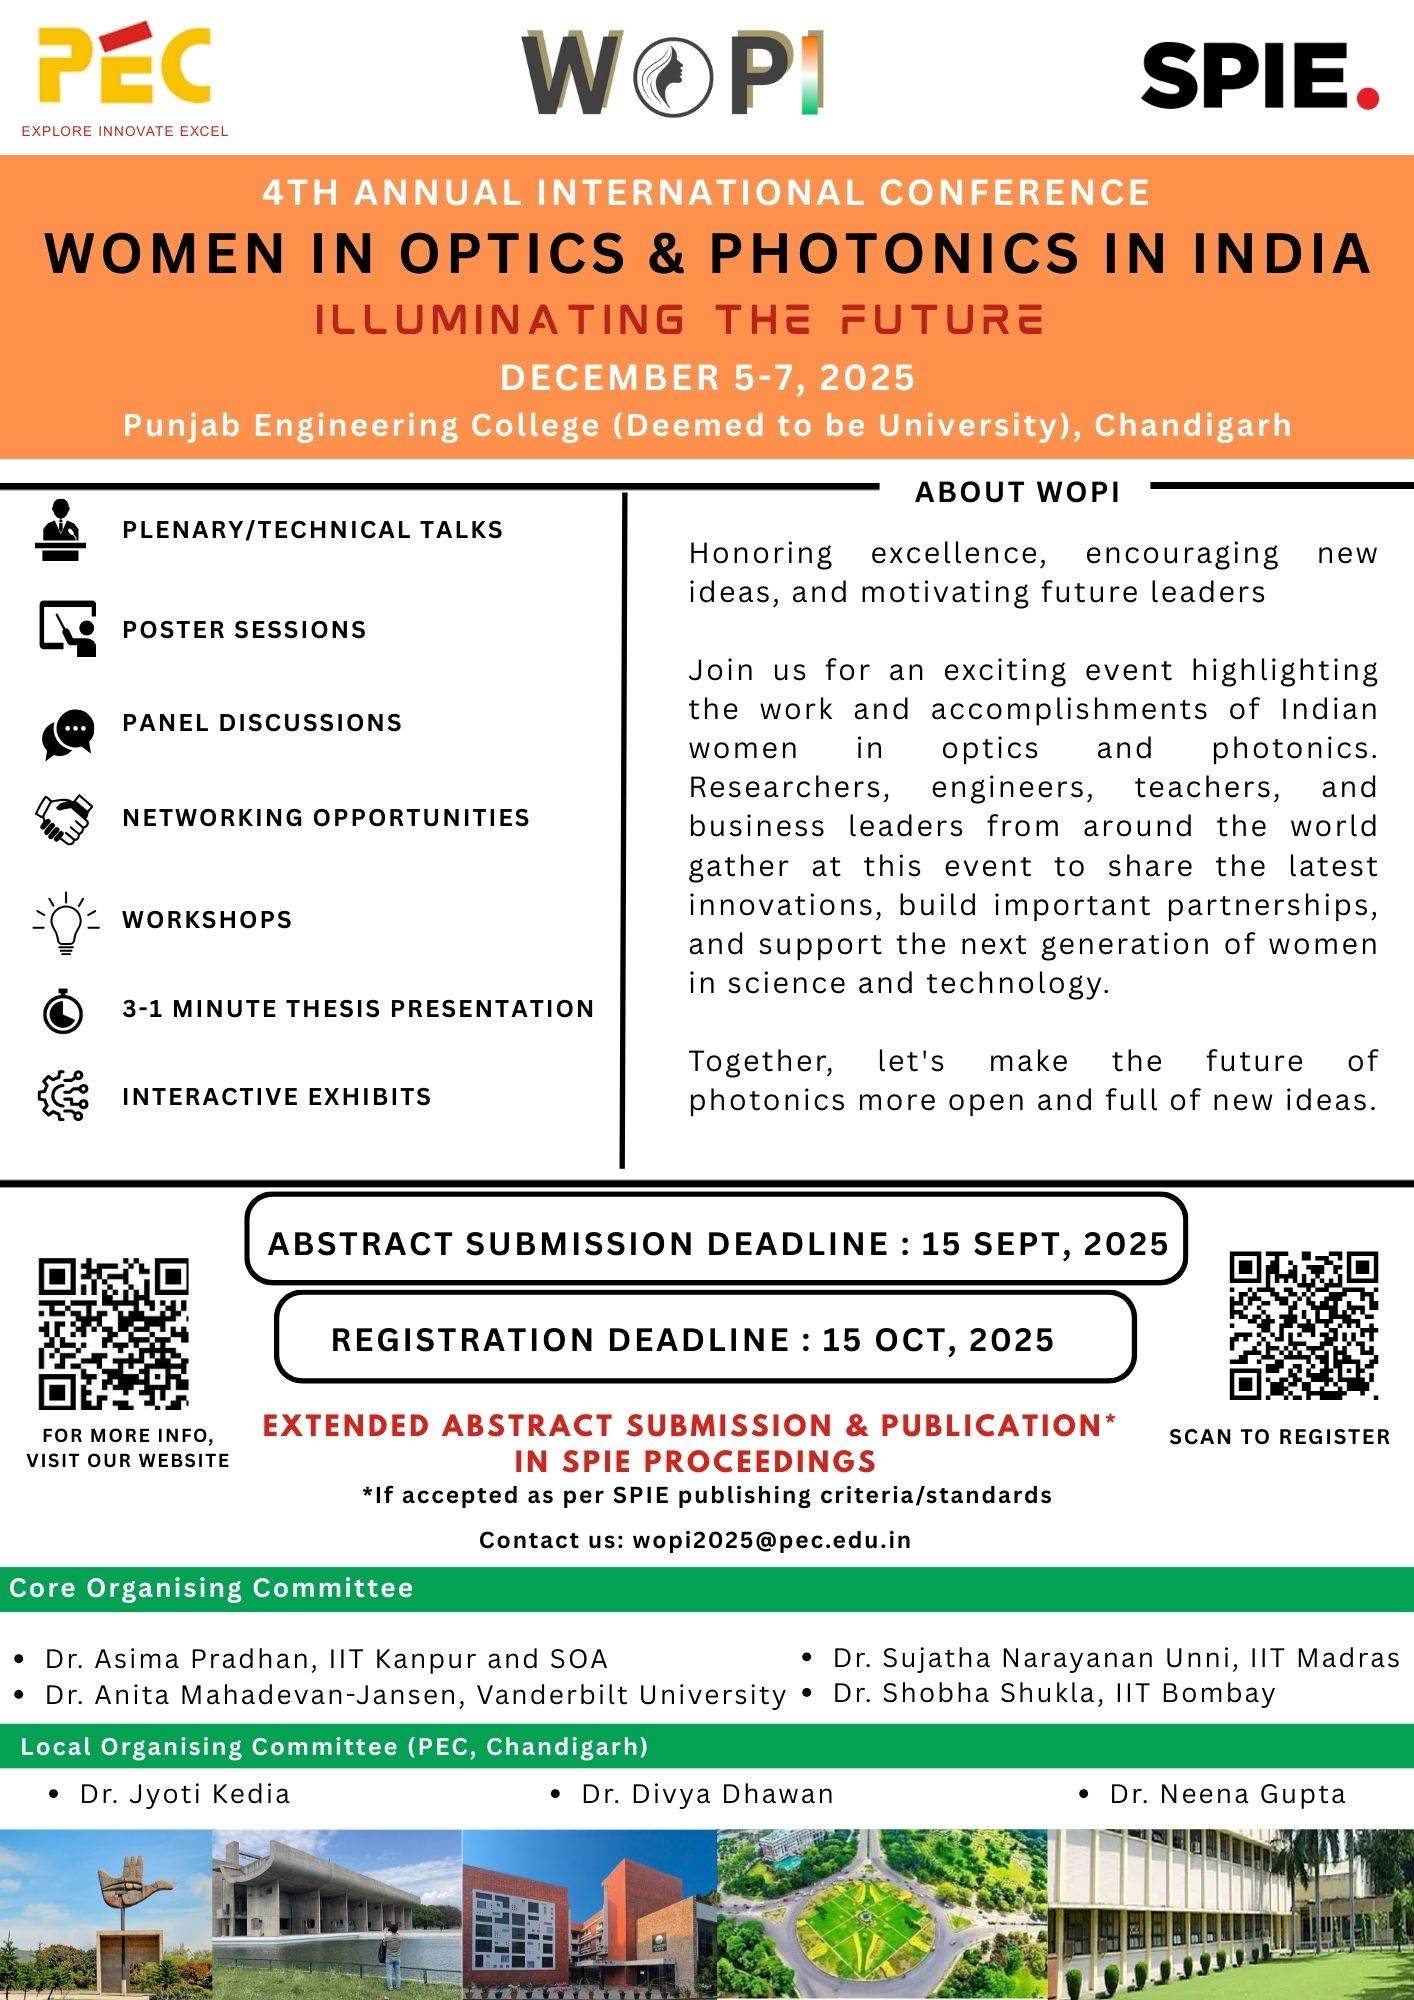 PEC
EXPLORE INNOVATE EXCEL
WOPI
SPIE.
4TH ANNUAL INTERNATIONAL CONFERENCE
WOMEN IN OPTICS & PHOTONICS IN INDIA
ILLUMINATING THE FUTURE
DECEMBER 5-7, 2025
Punjab Engineering College (Deemed to be University), Chandigarh
PLENARY/TECHNICAL TALKS
POSTER SESSIONS
PANEL DISCUSSIONS
NETWORKING OPPORTUNITIES
WORKSHOPS
3-1 MINUTE THESIS PRESENTATION
INTERACTIVE EXHIBITS
ABOUT WOPI
Honoring excellence, encouraging new
ideas, and motivating future leaders
Join us for an exciting event highlighting
the work and accomplishments of Indian
women in optics and photonics.
Researchers, engineers, teachers, and
business leaders from around the world
gather at this event to share the latest
innovations, build important partnerships,
and support the next generation of women
in science and technology.
Together, let's make the future of
photonics more open and full of new ideas.
ABSTRACT SUBMISSION DEADLINE : 15 SEPT, 2025
REGISTRATION DEADLINE : 15 OCT, 2025
FOR MORE INFO,
VISIT OUR WEBSITE
EXTENDED ABSTRACT SUBMISSION & PUBLICATION*
IN SPIE PROCEEDINGS
*If accepted as per SPIE publishing criteria/standards
SCAN TO REGISTER
Contact us: wopi2025@pec.edu.in
Core Organising Committee
• Dr. Asima Pradhan, IIT Kanpur and SOA
• Dr. Anita Mahadevan-Jansen, Vanderbilt University
• Dr. Sujatha Narayanan Unni, IIT Madras
• Dr. Shobha Shukla, IIT Bombay
Local Organising Committee (PEC, Chandigarh)
• Dr. Jyoti Kedia
• Dr. Divya Dhawan
• Dr. Neena Gupta